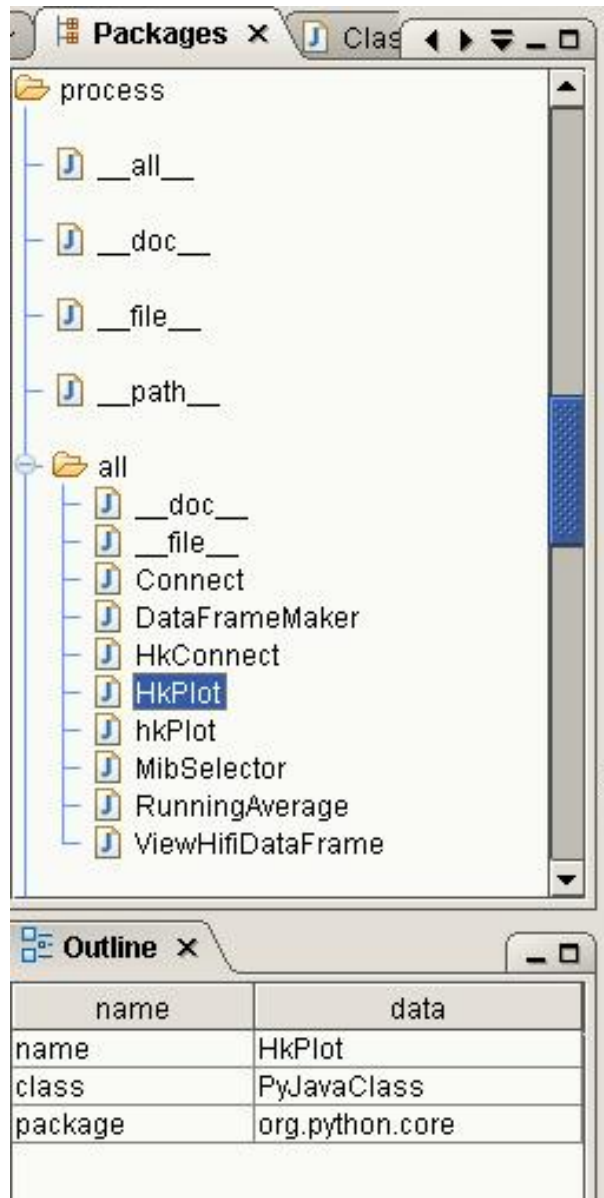 Packages Clas
process
__all__
__doc__
__file__
__path__
all
__doc__
__file__
Connect
DataFrameMaker
HkConnect
HkPlot
hkPlot
MibSelector
RunningAverage
ViewHifiDataFrame
Outline
name data
name HkPlot
class PyJavaClass
package org.python.core